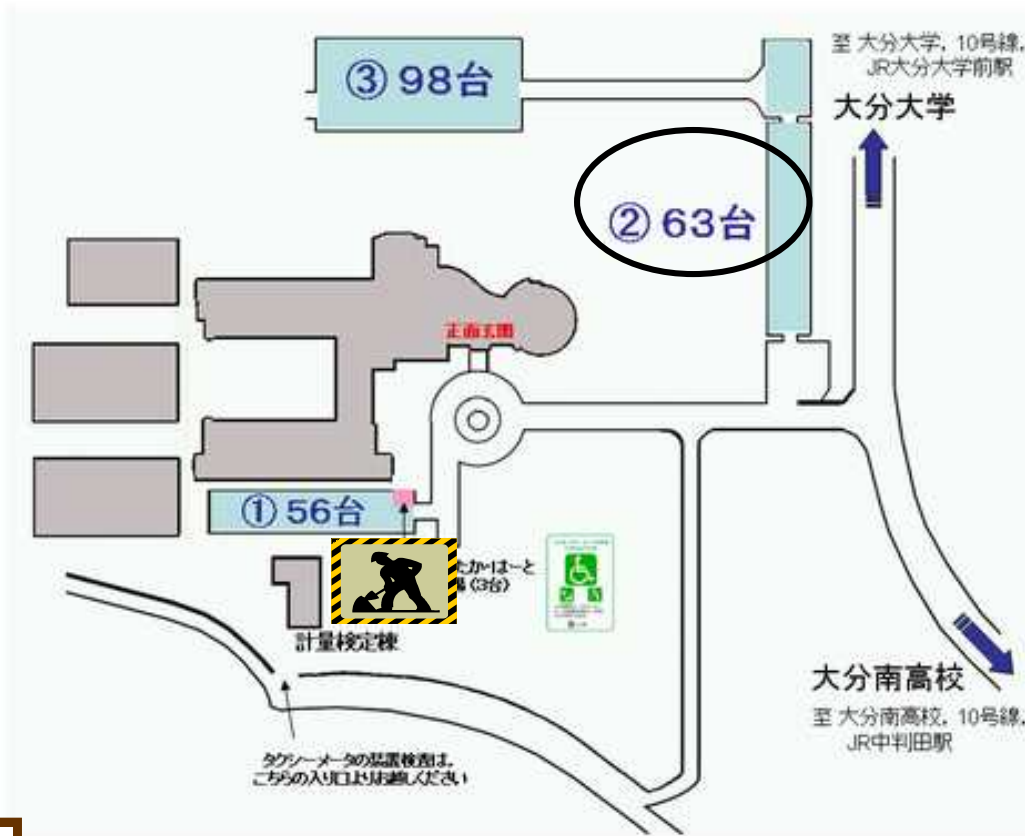 至 大分大学, 10号線,
JR大分大学前駅
大分大学
③ 98台
② 63台
正面玄関
① 56台
たか・はーと
(3台)
計量検定棟
大分南高校
至 大分南高校, 10号線,
JR中判田駅
タクシーメータの装置検査は、
こちらの入り口よりお越しください